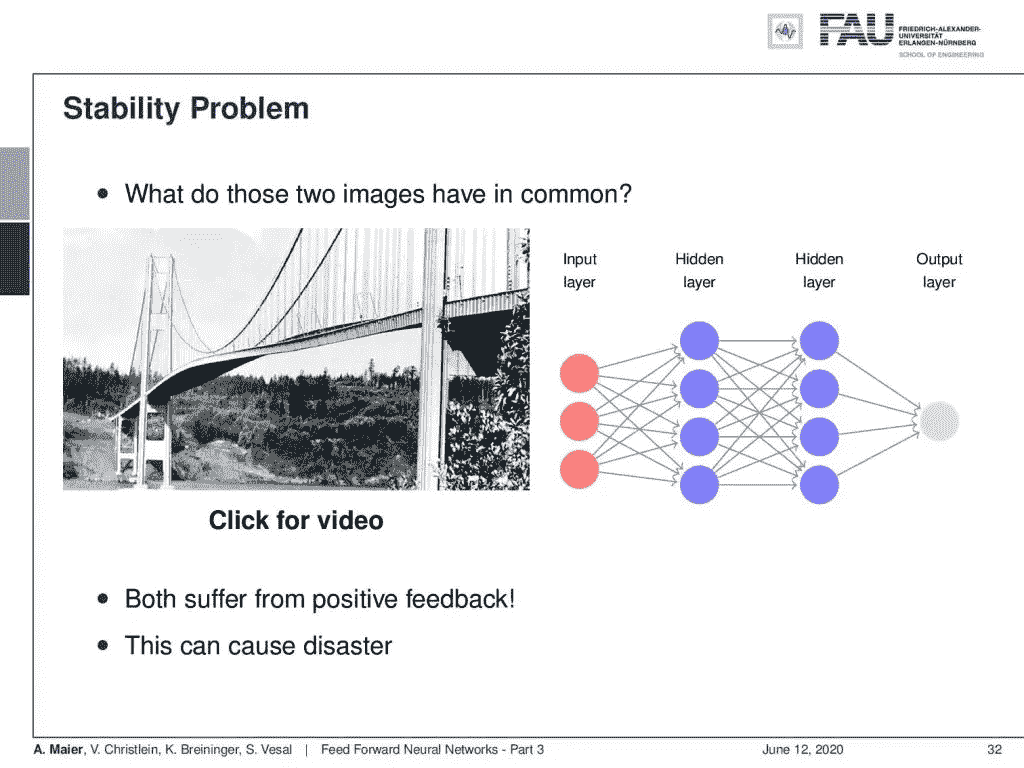 FAU
FRIEDRICH-ALEXANDER-
UNIVERSITÄT
ERLANGEN-NÜRNBERG
SCHOOL OF ENGINEERING
Stability Problem
• What do those two images have in common?
Input layer
Hidden layer
Hidden layer
Output layer
Click for video
• Both suffer from positive feedback!
• This can cause disaster
A. Maier, V. Christlein, K. Breininger, S. Vesal | Feed Forward Neural Networks - Part 3 June 12, 2020 32